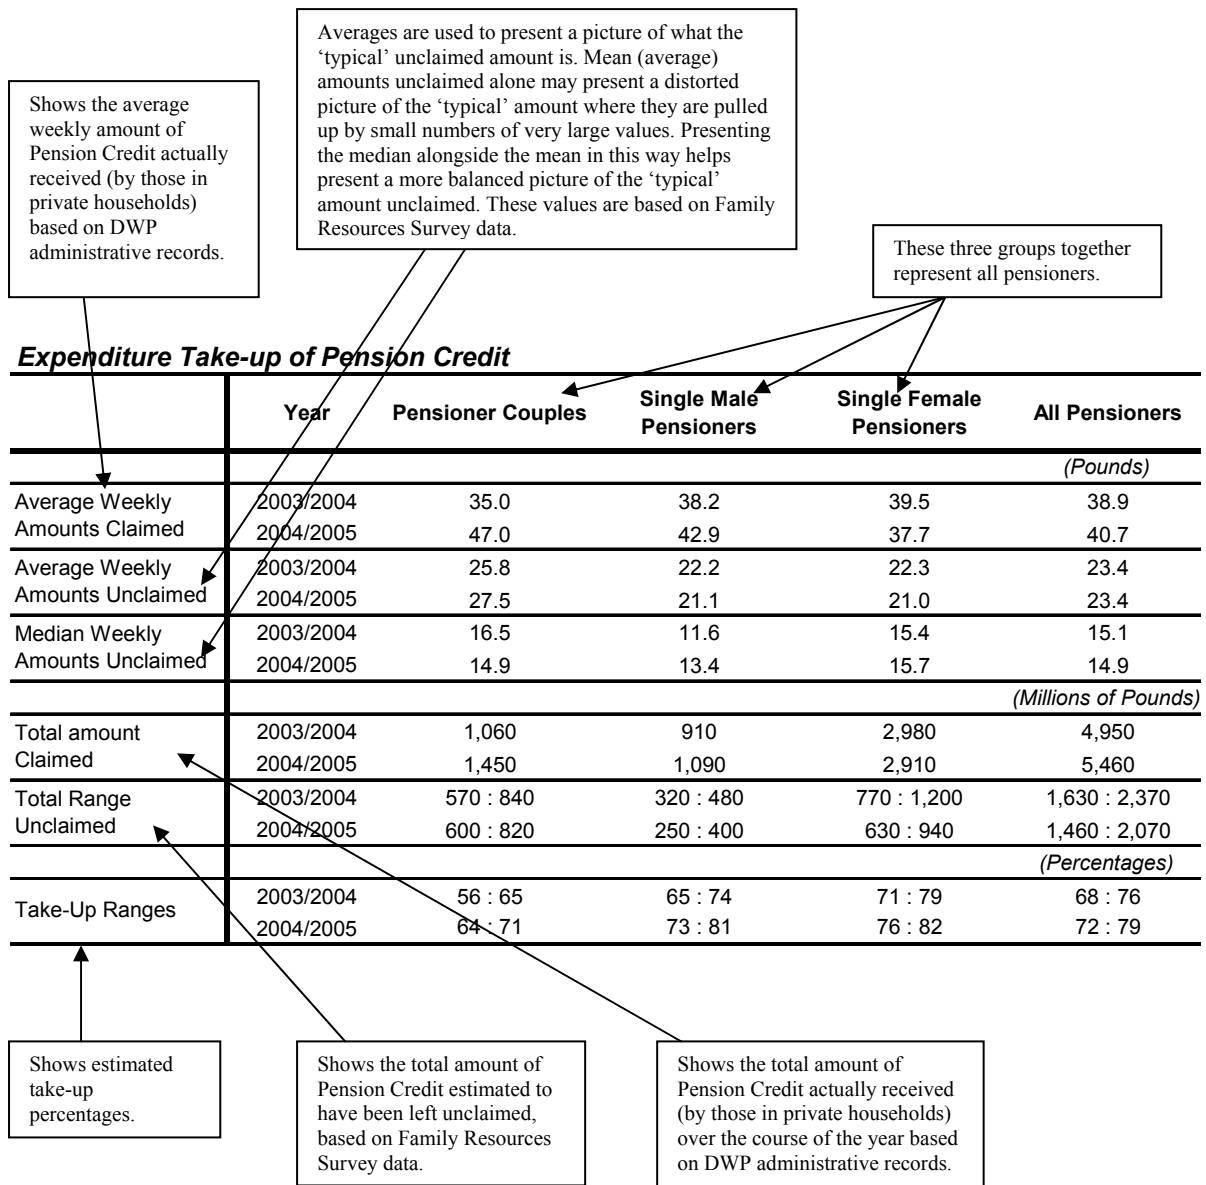 Averages are used to present a picture of what the
‘typical’ unclaimed amount is. Mean (average)
amounts unclaimed alone may present a distorted
picture of the ‘typical’ amount where they are pulled
up by small numbers of very large values. Presenting
the median alongside the mean in this way helps
present a more balanced picture of the ‘typical’
amount unclaimed. These values are based on Family
Resources Survey data.
Shows the average
weekly amount of
Pension Credit actually
received (by those in
private households)
based on DWP
administrative records.
These three groups together
represent all pensioners.
Expenditure Take-up of Pension Credit
Year Pensioner Couples Single Male Pensioners Single Female Pensioners All Pensioners
(Pounds)
Average Weekly 2003/2004 35.0 38.2 39.5 38.9
Amounts Claimed 2004/2005 47.0 42.9 37.7 40.7
Average Weekly 2003/2004 25.8 22.2 22.3 23.4
Amounts Unclaimed 2004/2005 27.5 21.1 21.0 23.4
Median Weekly 2003/2004 16.5 11.6 15.4 15.1
Amounts Unclaimed 2004/2005 14.9 13.4 15.7 14.9
(Millions of Pounds)
Total amount 2003/2004 1,060 910 2,980 4,950
Claimed 2004/2005 1,450 1,090 2,910 5,460
Total Range 2003/2004 570 : 840 320 : 480 770 : 1,200 1,630 : 2,370
Unclaimed 2004/2005 600 : 820 250 : 400 630 : 940 1,460 : 2,070
(Percentages)
Take-Up Ranges 2003/2004 56 : 65 65 : 74 71 : 79 68 : 76
2004/2005 64 : 71 73 : 81 76 : 82 72 : 79
Shows estimated
take-up
percentages.
Shows the total amount of
Pension Credit estimated to
have been left unclaimed,
based on Family Resources
Survey data.
Shows the total amount of
Pension Credit actually received
(by those in private households)
over the course of the year based
on DWP administrative records.